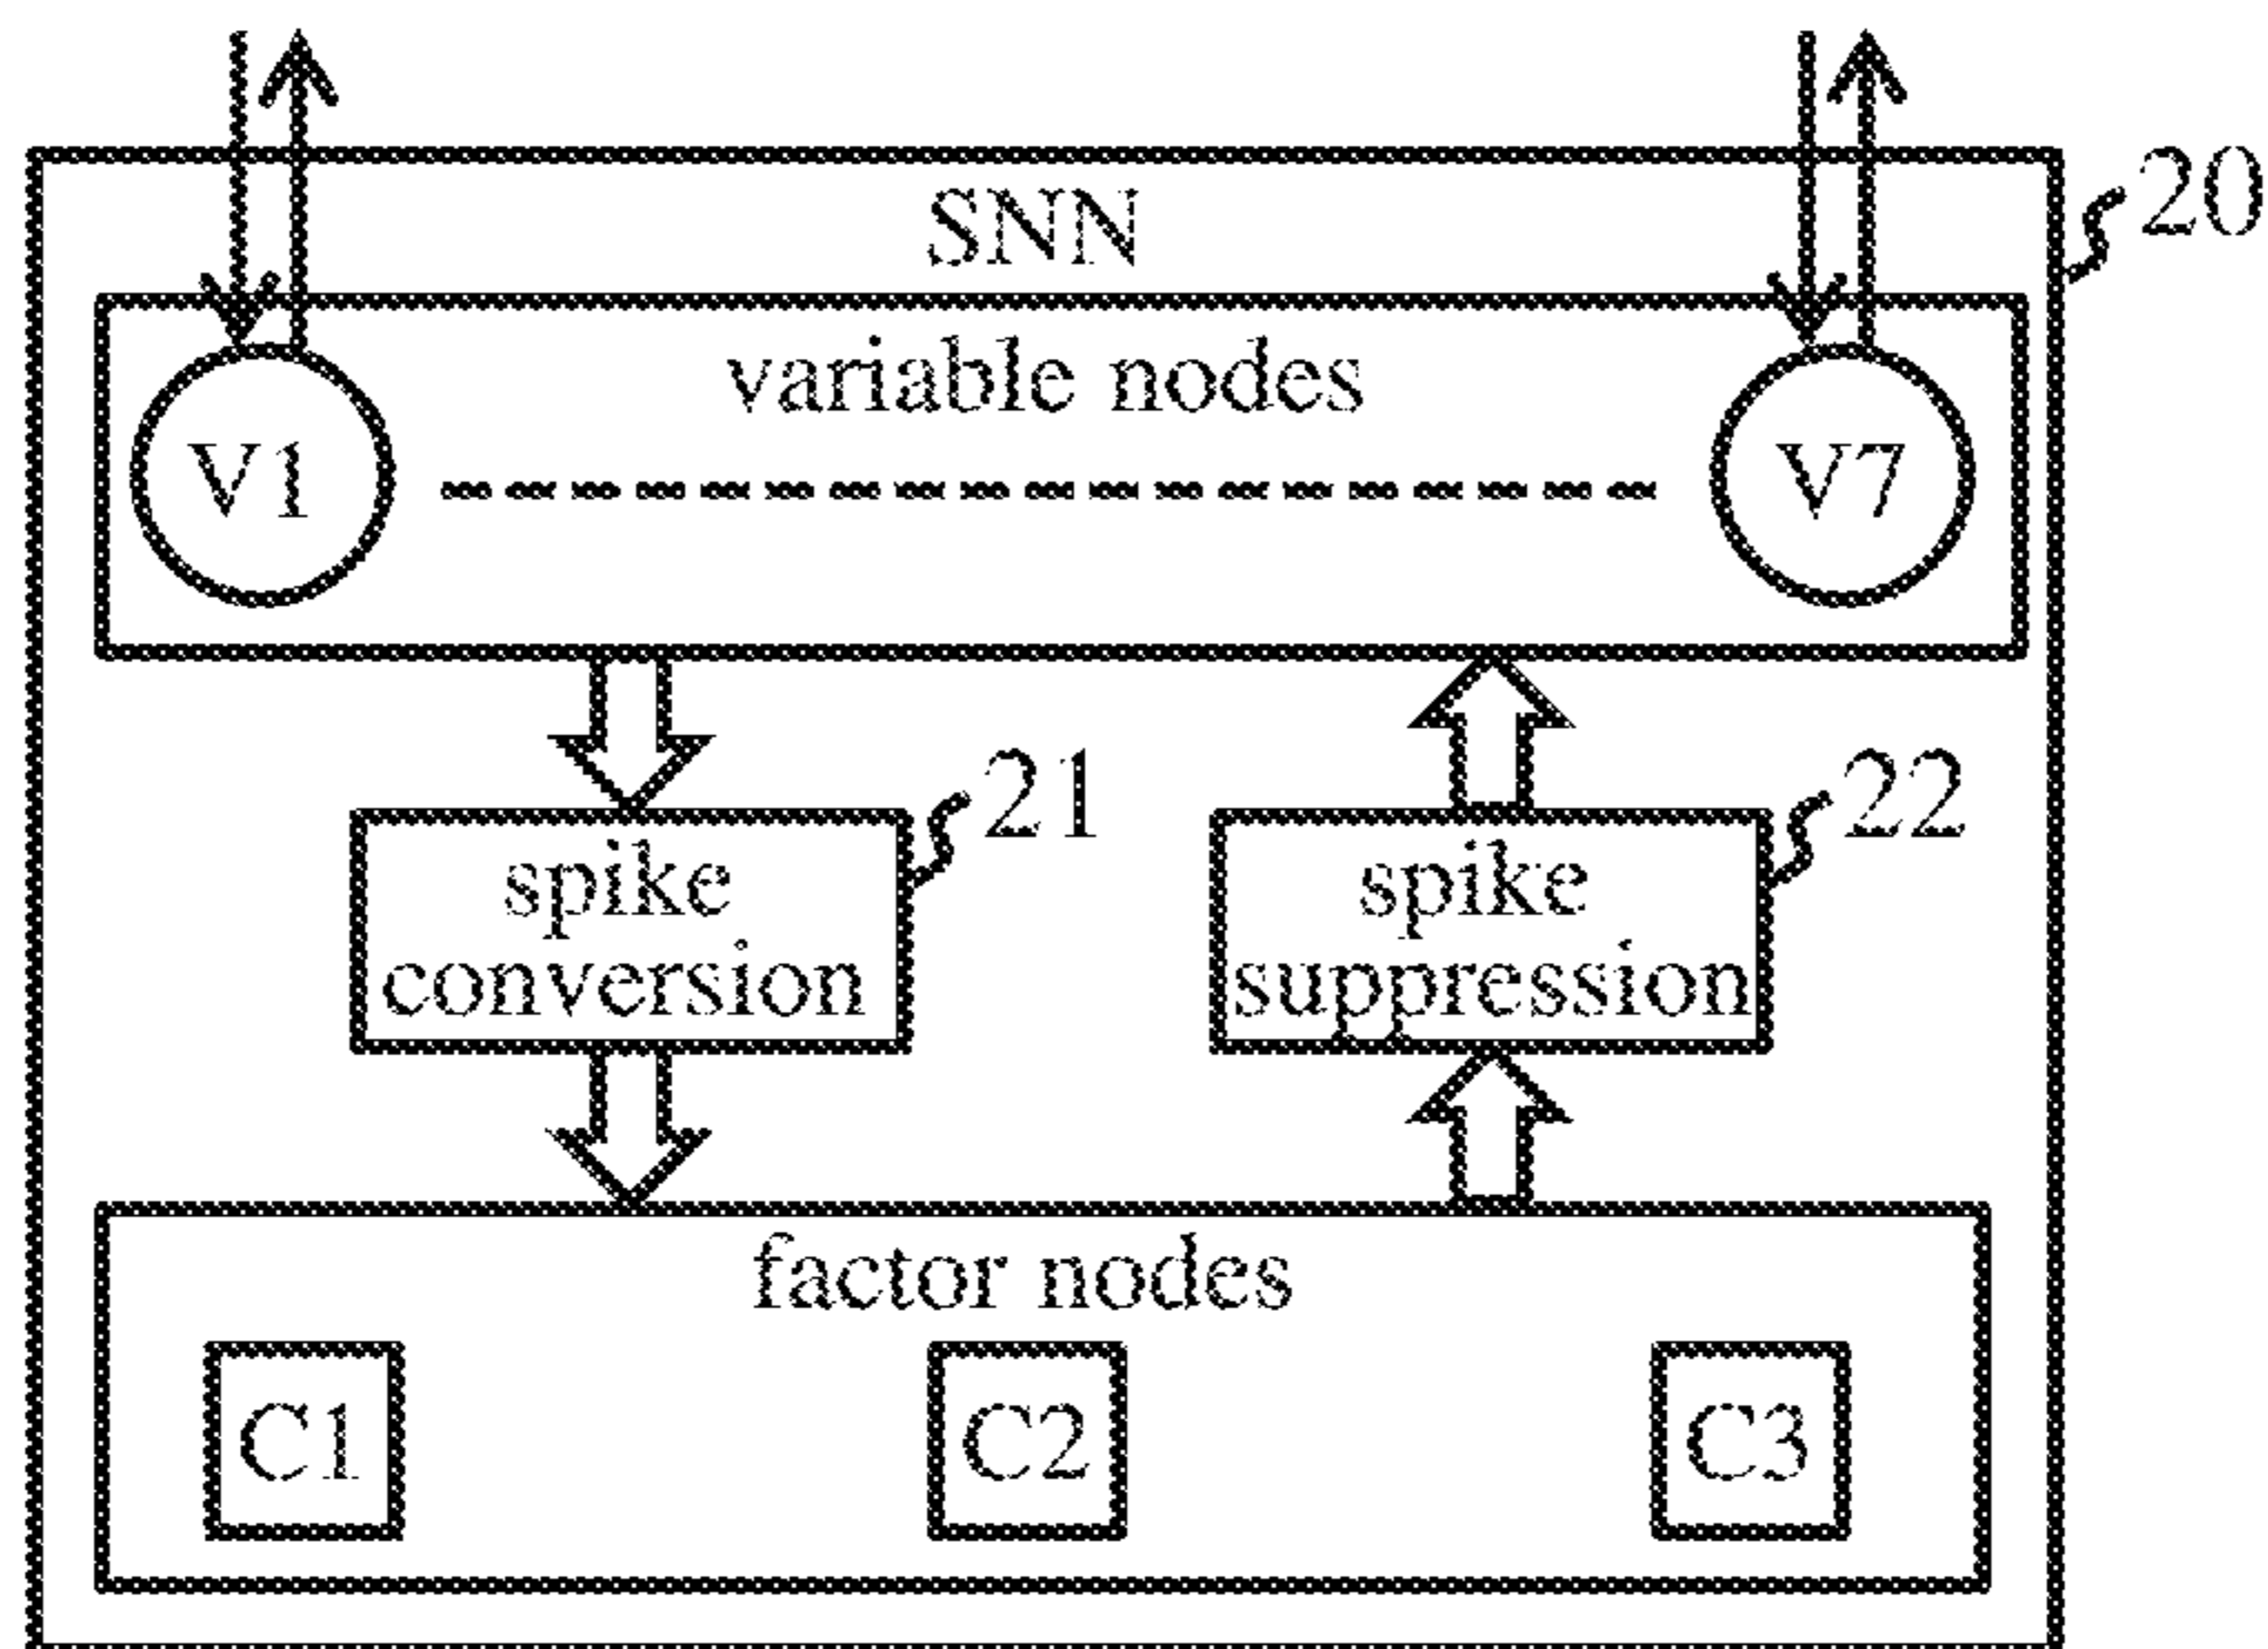 SNN
20
variable nodes
V1
V7
21
22
spike
conversion
spike
suppression
factor nodes
C1
C2
C3